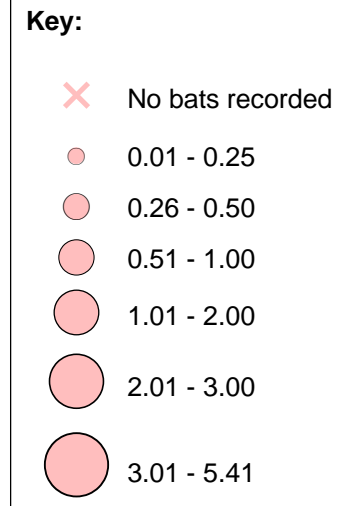 Key:
No bats recorded
0.01 - 0.25
0.26 - 0.50
0.51 - 1.00
1.01 - 2.00
2.01 - 3.00
3.01 - 5.41